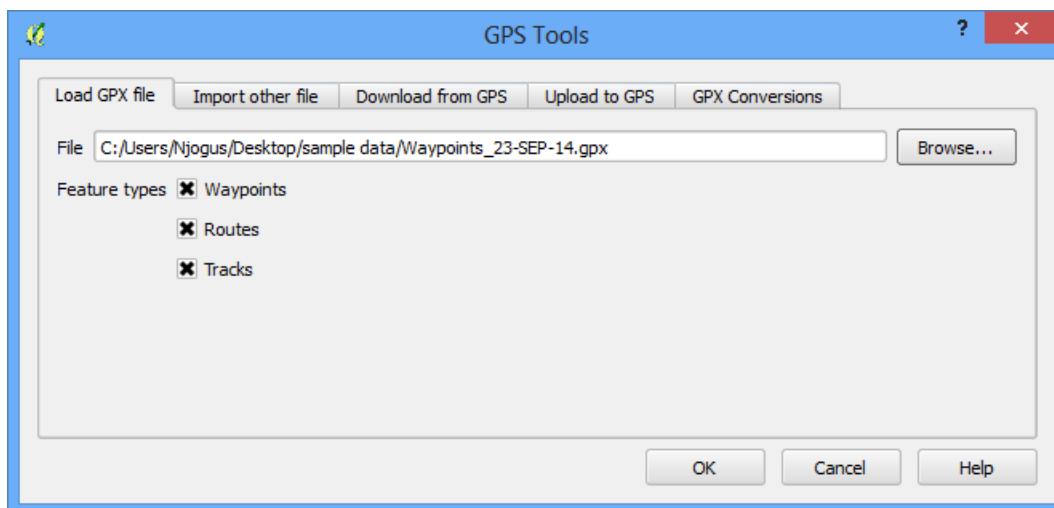 GPS Tools ? ×
Load GPX file Import other file Download from GPS Upload to GPS GPX Conversions
File C:/Users/Njogus/Desktop/sample data/Waypoints_23-SEP-14.gpx Browse...
Feature types Waypoints
Routes
Tracks
OK Cancel Help